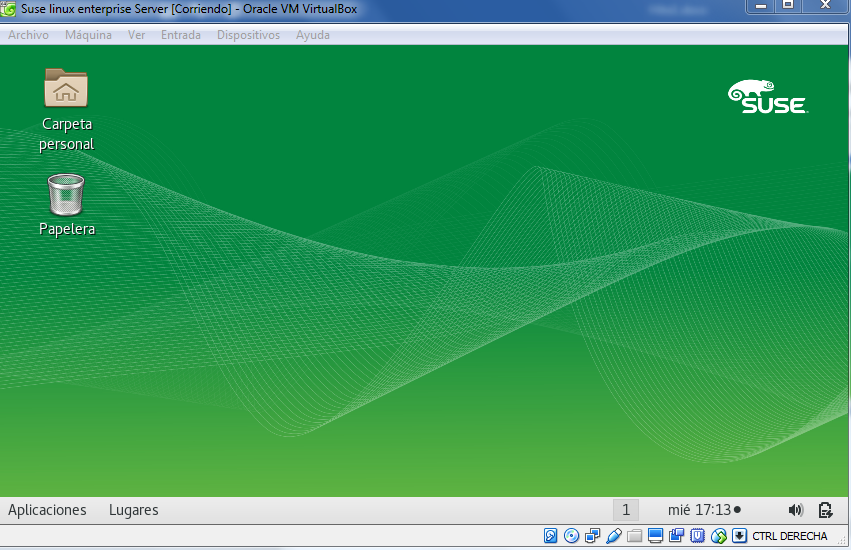 Suse linux enterprise Server [Corriendo] - Oracle VM VirtualBox
Archivo Máquina Ver Entrada Dispositivos Ayuda
SUSE
Carpeta
personal
Papelera
Aplicaciones Lugares 1 mié 17:13
CTRL DERECHA